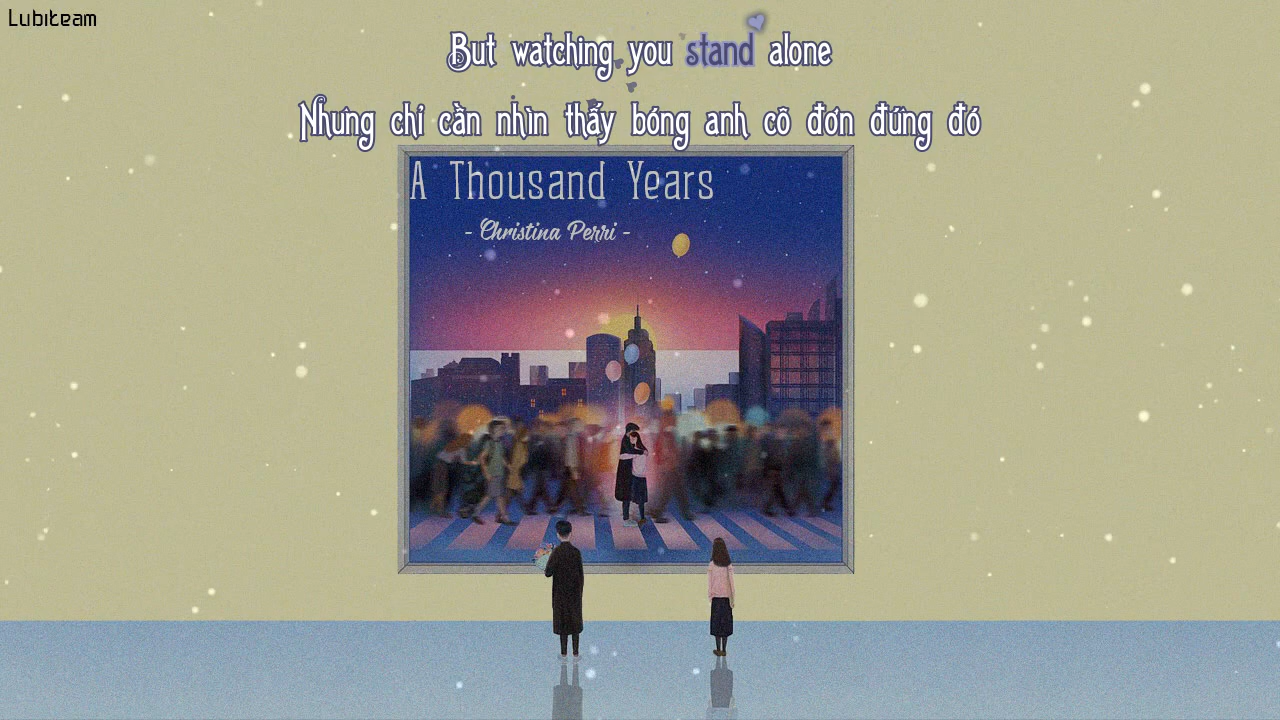 Lubiteam
But watching you stand alone
Nhưng chỉ cần nhìn thấy bóng anh cô đơn đứng đó
A Thousand Years
- Christina Perri -